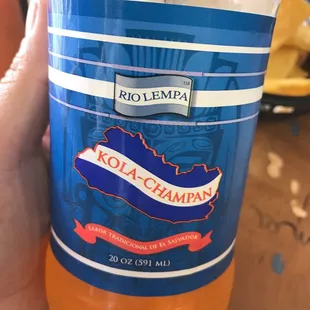 RIO LEMPA
KOLA-CHAMPAN
SABOR TRADICIONAL DE EL SALVADOR
20 OZ (591 ML)